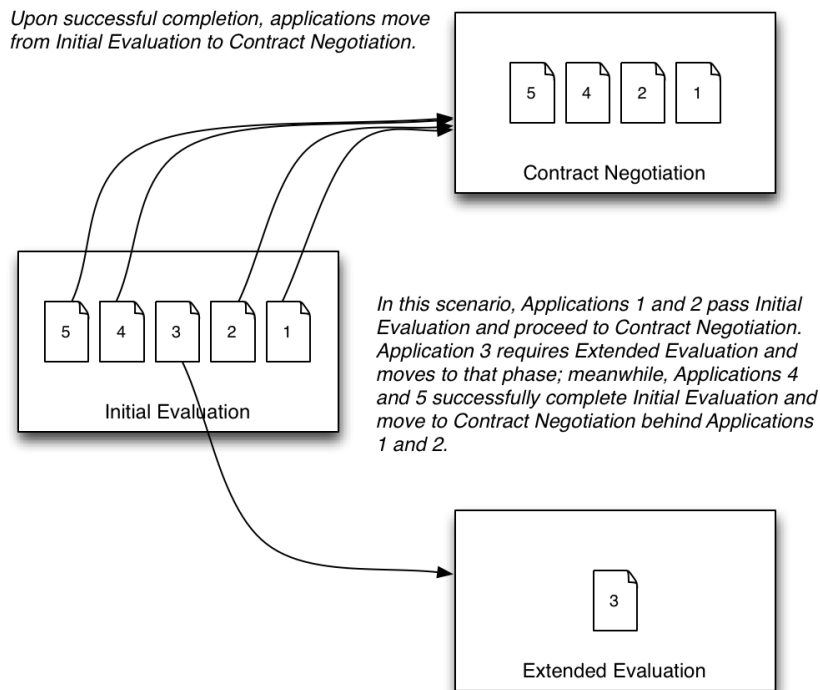 Upon successful completion, applications move
from Initial Evaluation to Contract Negotiation.
5 4 2 1
Contract Negotiation
5 4 3 2 1
Initial Evaluation
In this scenario, Applications 1 and 2 pass Initial
Evaluation and proceed to Contract Negotiation.
Application 3 requires Extended Evaluation and
moves to that phase; meanwhile, Applications 4
and 5 successfully complete Initial Evaluation and
move to Contract Negotiation behind Applications
1 and 2.
3
Extended Evaluation